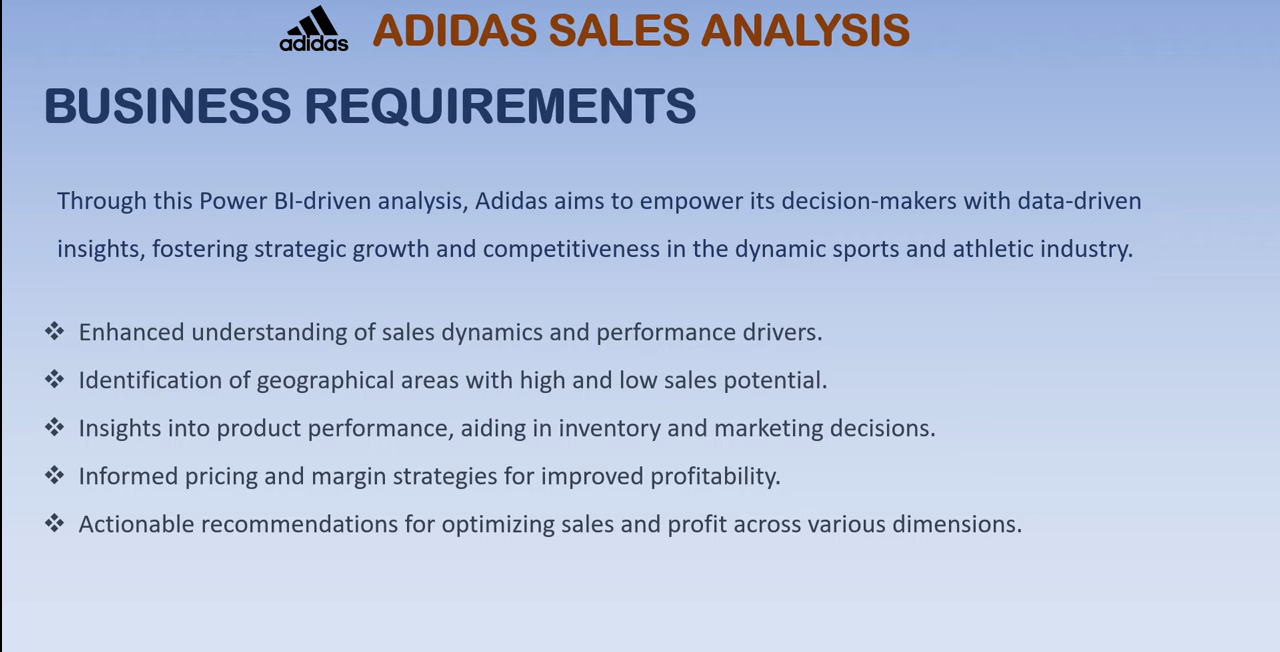 adidas
ADIDAS SALES ANALYSIS
BUSINESS REQUIREMENTS
Through this Power BI-driven analysis, Adidas aims to empower its decision-makers with data-driven
insights, fostering strategic growth and competitiveness in the dynamic sports and athletic industry.
❖ Enhanced understanding of sales dynamics and performance drivers.
❖ Identification of geographical areas with high and low sales potential.
❖ Insights into product performance, aiding in inventory and marketing decisions.
❖ Informed pricing and margin strategies for improved profitability.
❖ Actionable recommendations for optimizing sales and profit across various dimensions.